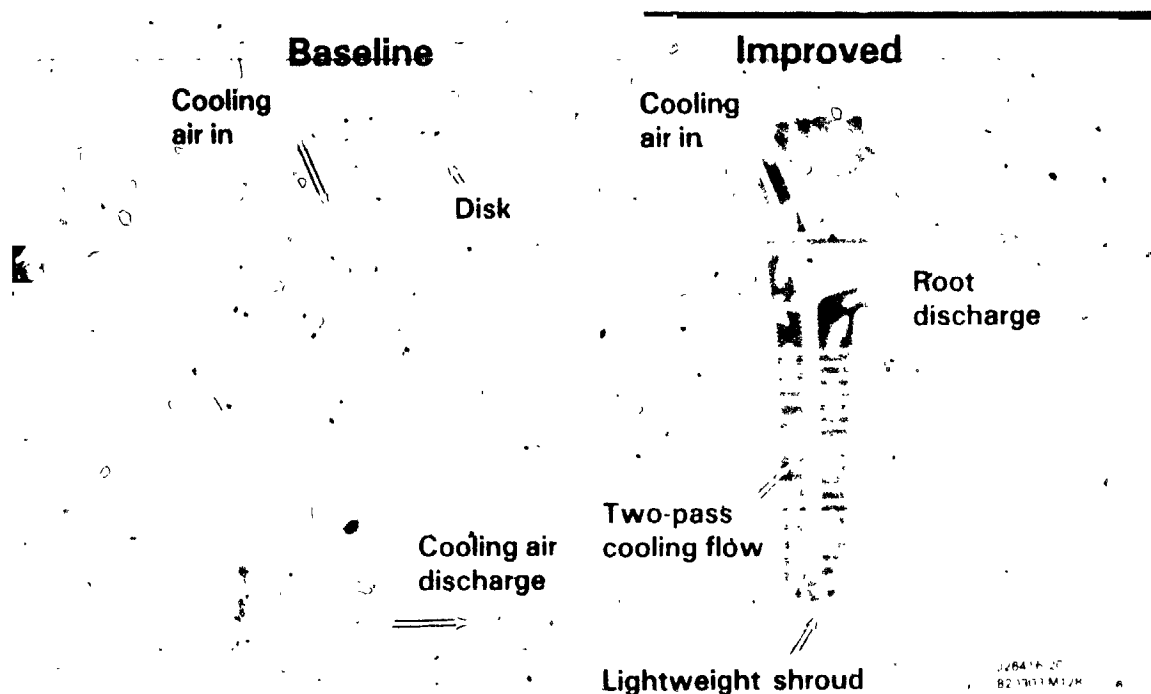 Baseline
Cooling
air in
Disk
Cooling air
discharge
Improved
Cooling
air in
Root
discharge
Two-pass
cooling flow
Lightweight shroud